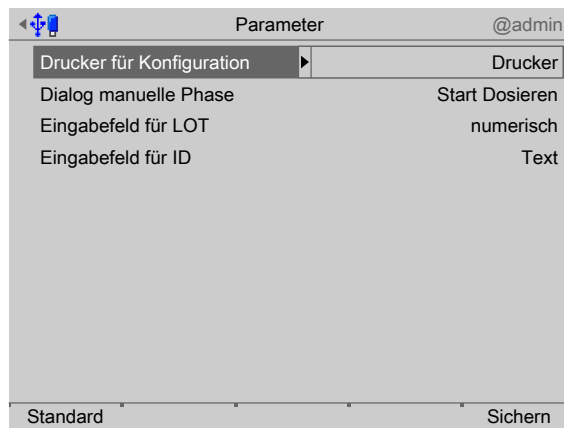 Parameter @admin
Drucker für Konfiguration Drucker
Dialog manuelle Phase Start Dosieren
Eingabefeld für LOT numerisch
Eingabefeld für ID Text
Standard Sichern